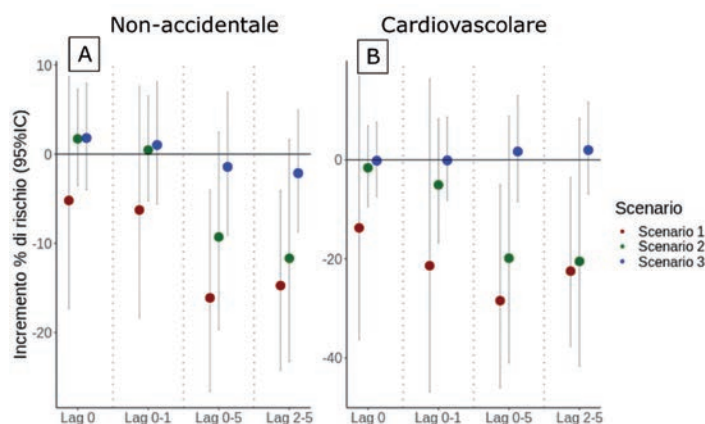 Non-accidentale
Cardiovascolare
A
B
Incremento % di rischio (95%IC)
10
0
-10
-20
0
-20
-40
Lag 0
Lag 0-1
Lag 0-5
Lag 2-5
Lag 0
Lag 0-1
Lag 0-5
Lag 2-5
Scenario
Scenario 1
Scenario 2
Scenario 3